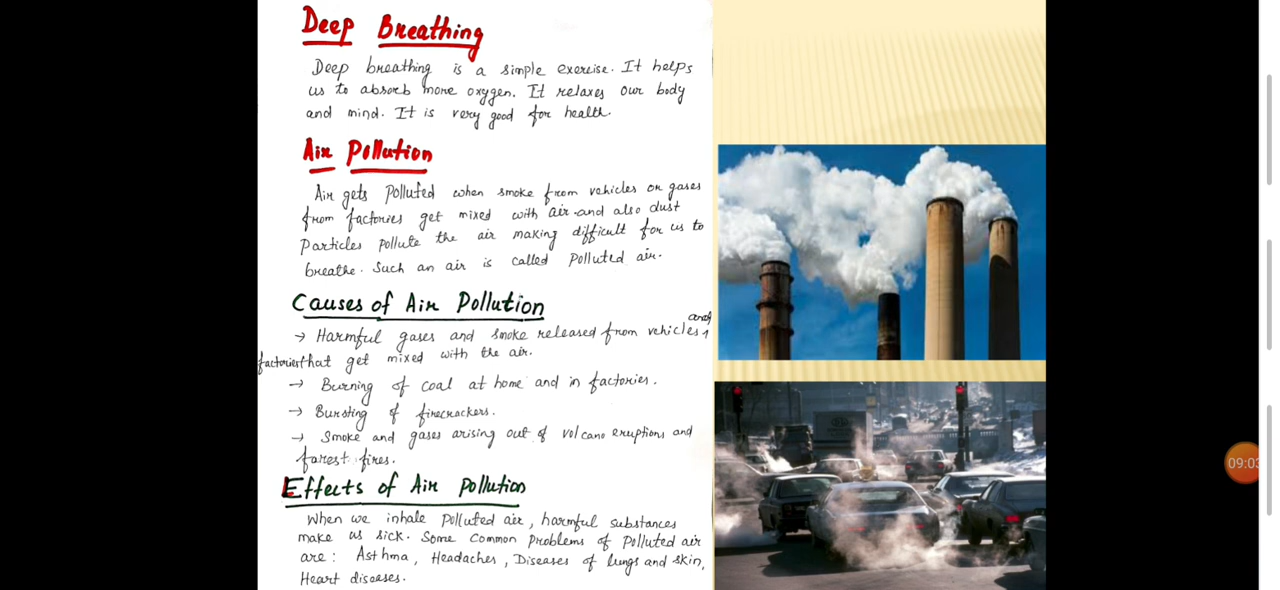 Deep Breathing
Deep breathing is a simple exercise. It helps
us to absorb more oxygen. It relaxes our body
and mind. It is very good for health.
Air Pollution
Air gets Polluted when smoke from vehicles or gases
from factories get mixed with air and also dust
Particles pollute the air making difficult for us to
breathe. Such an air is called Polluted air.
Causes of Air Pollution
→ Harmful gases and smoke released from vehicles and
factories that get mixed with the air.
→ Burning of coal at home and in factories.
→ Bursting of firecrackers.
→ Smoke and gases arising out of volcano eruptions and
farest fires.
Effects of Air Pollution
When we inhale Polluted air, harmful substances
make us sick. Some Common Problems of Polluted air
are: Asthma, Headaches, Diseases of lungs and skin,
Heart diseases.
09:03